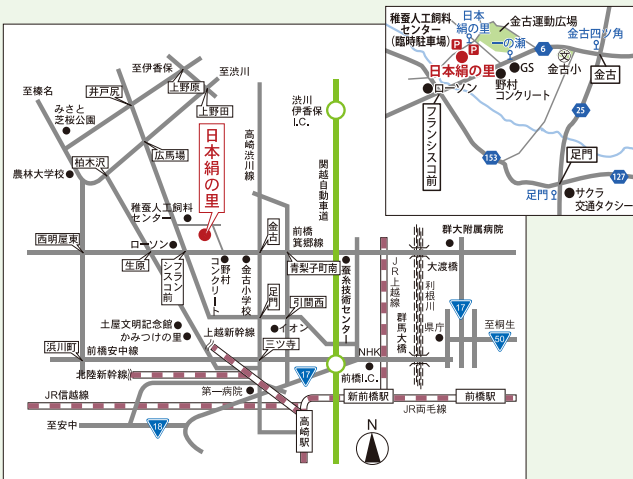 稚蚕人工飼料
センター
(臨時駐車場)
日本
絹の里
金古運動広場
金古四ツ角
P
P
一の瀬
6
文
金古小
金古
日本絹の里
GS
野村
コンクリート
ローソン
フランシスコ前
25
153
足門
127
足門
サクラ
交通タクシー
至伊香保
至渋川
至榛名
上野原
井戸尻
上野田
みさと
芝桜公園
渋川
伊香保
I.C.
高崎渋川線
関越自動車道
日本絹の里
広馬場
柏木沢
農林大学校
稚蚕人工飼料
センター
西明屋東
ローソン
生原
フランシスコ前
野村コンクリート
金古小学校
金古
前橋
箕郷線
青梨子町南
群大附属病院
大渡橋
JR上越線
利根川
群馬大橋
蚕糸技術センター
足門
引間西
イオン
17
県庁
至桐生
50
土屋文明記念館
かみつけの里
上越新幹線
三ツ寺
浜川町
前橋安中線
NHK
前橋I.C.
北陸新幹線
17
第一病院
JR信越線
新前橋駅
前橋駅
JR両毛線
高崎駅
至安中
18
N